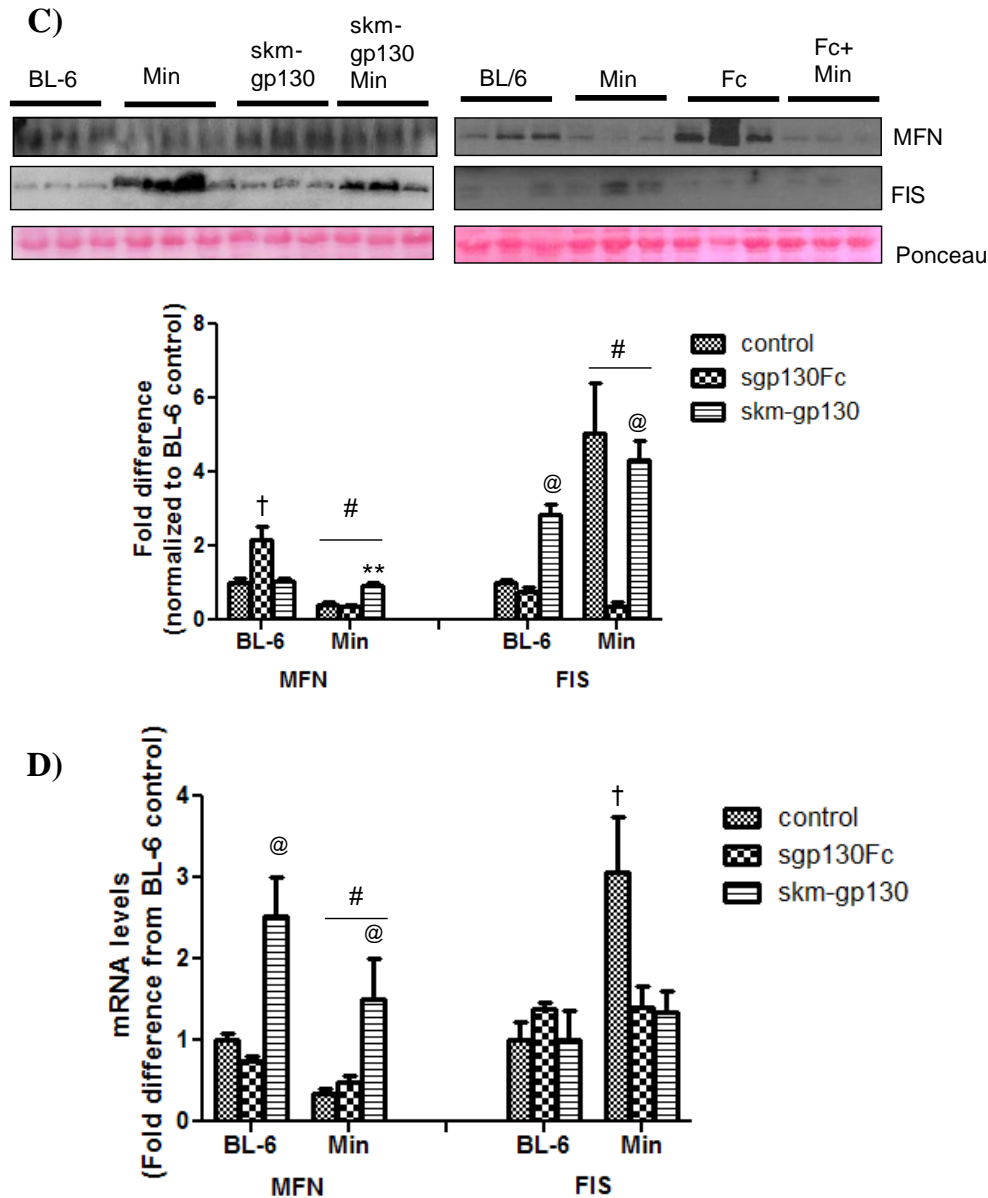 C)
BL-6 Min skm-gp130 skm-gp130 Min
BL/6 Min Fc Fc+ Min
MFN
FIS
Ponceau
Fold difference
(normalized to BL-6 control)
8
6
4
2
0
† # ** @ # @
control
sgp130Fc
skm-gp130
BL-6 Min BL-6 Min
MFN FIS
D)
mRNA levels
(Fold difference from BL-6 control)
4
3
2
1
0
@ # @ †
control
sgp130Fc
skm-gp130
BL-6 Min BL-6 Min
MFN FIS